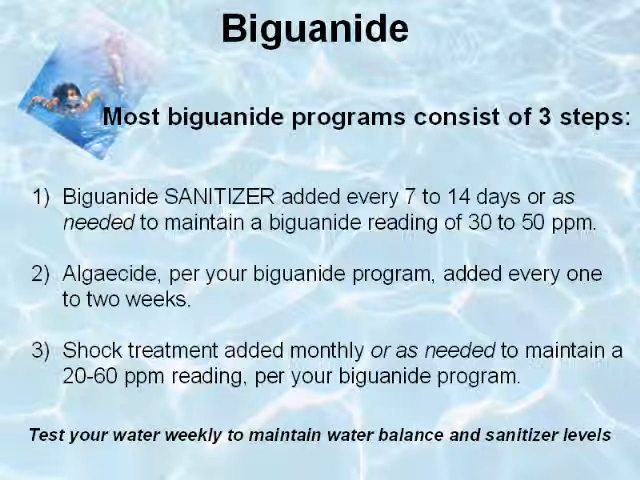 Biguanide
Most biguanide programs consist of 3 steps:
1) Biguanide SANITIZER added every 7 to 14 days or as
needed to maintain a biguanide reading of 30 to 50 ppm.
2) Algaecide, per your biguanide program, added every one
to two weeks.
3) Shock treatment added monthly or as needed to maintain a
20-60 ppm reading, per your biguanide program.
Test your water weekly to maintain water balance and sanitizer levels